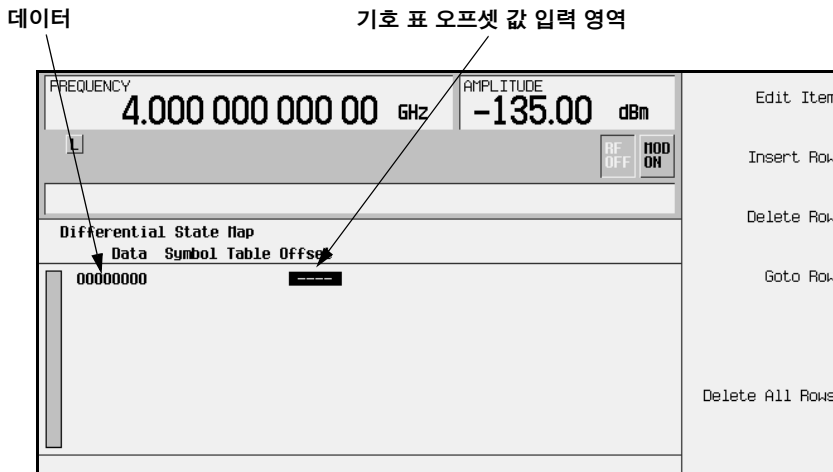 데이터
기호 표 오프셋 값 입력 영역
FREQUENCY
4.000 000 000 00 GHz
AMPLITUDE
-135.00 dBm
L
RF OFF
MOD ON
Differential State Map
Data Symbol Table Offset
00000000 ----
Edit Item
Insert Row
Delete Row
Goto Row
Delete All Rows